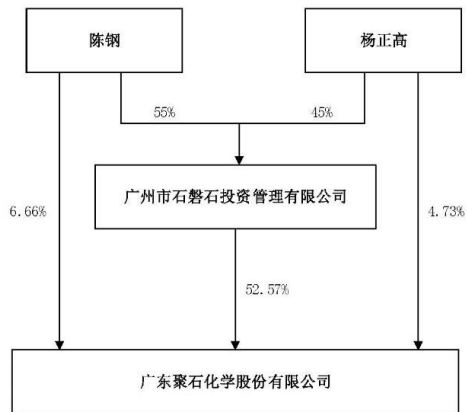 陈钢
杨正高
55%
45%
广州市石磐石投资管理有限公司
6.66%
4.73%
52.57%
广东聚石化学股份有限公司